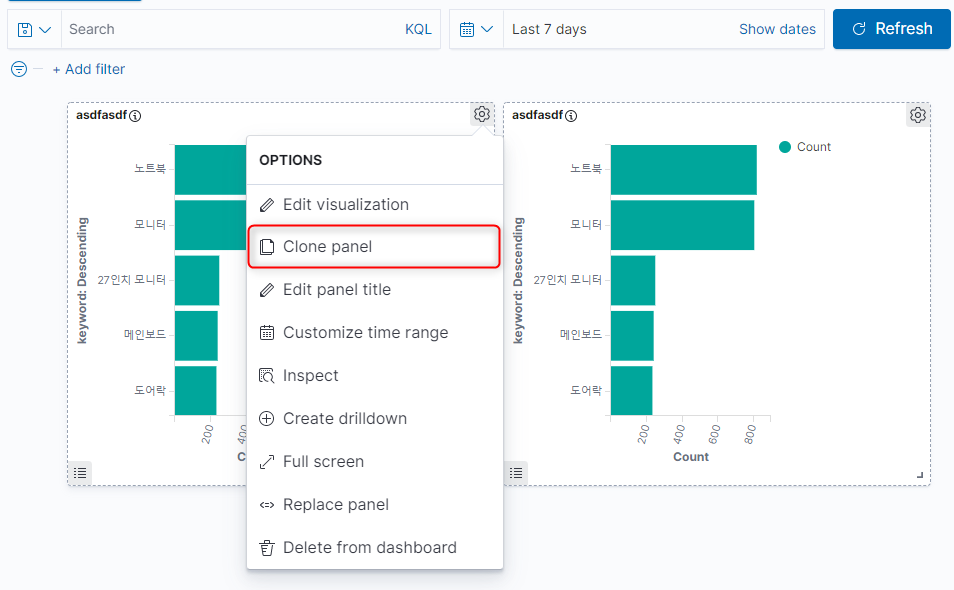 Search
KQL
Last 7 days
Show dates
Refresh
+ Add filter
asdfasdf
노트북
모니터
27인치 모니터
메인보드
도어락
keyword: Descending
200
OPTIONS
Edit visualization
Clone panel
Edit panel title
Customize time range
Inspect
Create drilldown
Full screen
Replace panel
Delete from dashboard
asdfasdf
Count
노트북
모니터
27인치 모니터
메인보드
도어락
keyword: Descending
200
400
600
800
Count